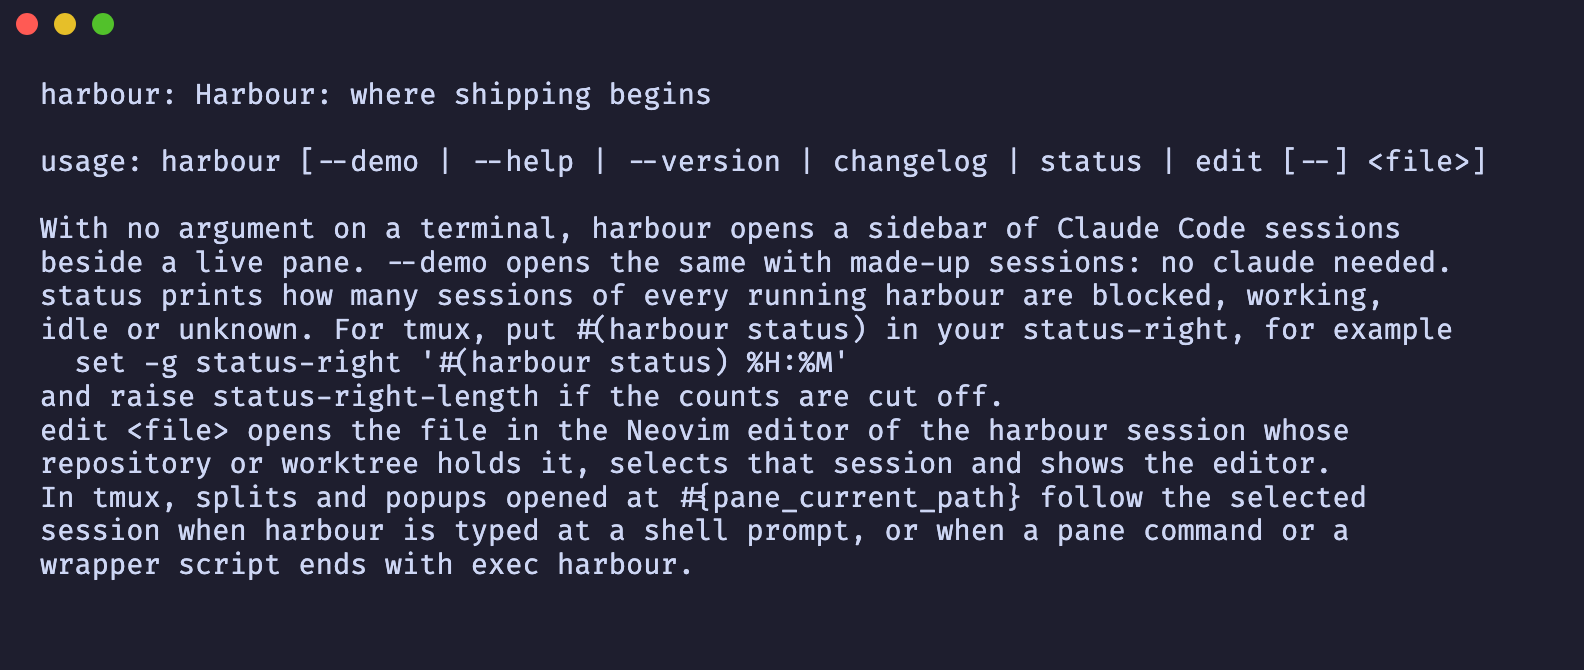 harbour: Harbour: where shipping begins
usage: harbour [--demo | --help | --version | changelog | status | edit [--] <file>]
With no argument on a terminal, harbour opens a sidebar of Claude Code sessions
beside a live pane. --demo opens the same with made-up sessions: no claude needed.
status prints how many sessions of every running harbour are blocked, working,
idle or unknown. For tmux, put #(harbour status) in your status-right, for example
  set -g status-right '#(harbour status) %H:%M'
and raise status-right-length if the counts are cut off.
edit <file> opens the file in the Neovim editor of the harbour session whose
repository or worktree holds it, selects that session and shows the editor.
In tmux, splits and popups opened at #{pane_current_path} follow the selected
session when harbour is typed at a shell prompt, or when a pane command or a
wrapper script ends with exec harbour.